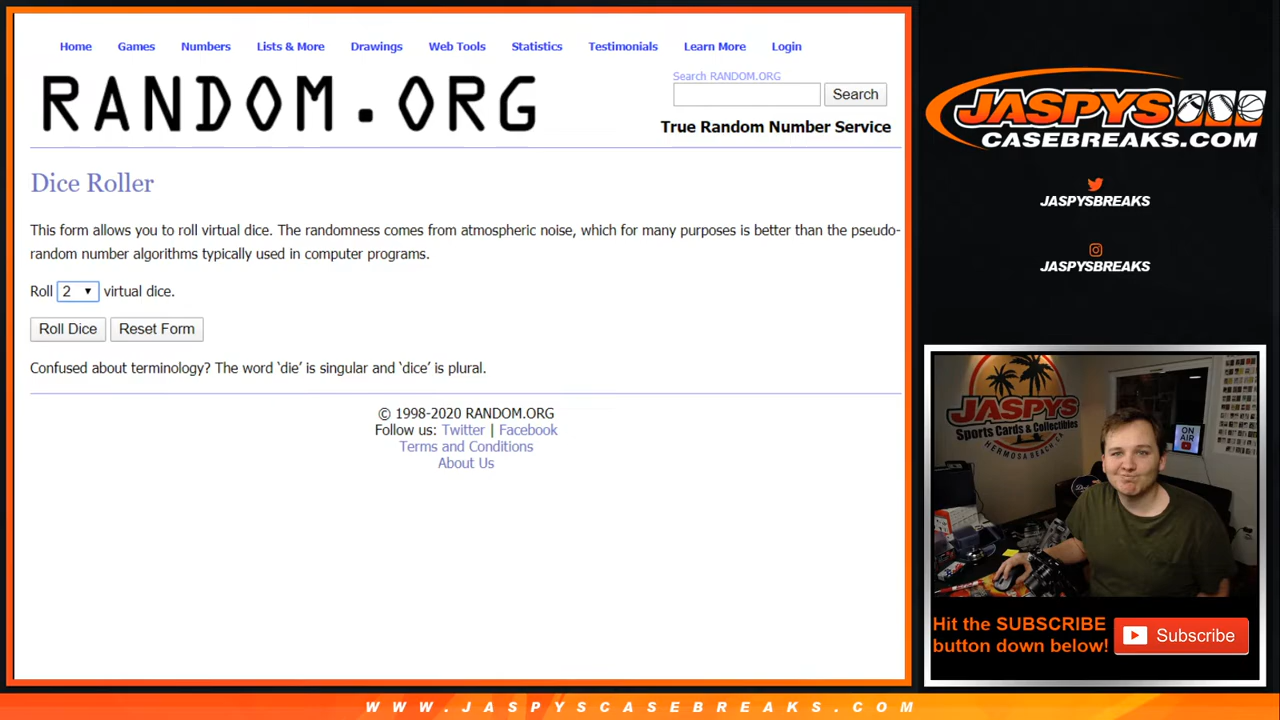 Home Games Numbers Lists & More Drawings Web Tools Statistics Testimonials Learn More Login
RANDOM.ORG
Search RANDOM.ORG
Search
True Random Number Service
Dice Roller
This form allows you to roll virtual dice. The randomness comes from atmospheric noise, which for many purposes is better than the pseudo-
random number algorithms typically used in computer programs.
Roll 2 virtual dice.
Roll Dice Reset Form
Confused about terminology? The word ‘die’ is singular and ‘dice’ is plural.
© 1998-2020 RANDOM.ORG
Follow us: Twitter | Facebook
Terms and Conditions
About Us
JASPYS
CASEBREAKS.COM
JASPYSBREAKS
JASPYSBREAKS
JASPYS
Sports Cards & Collectibles
HERMOSA BEACH, CA
ON
AIR
Hit the SUBSCRIBE
button down below!
Subscribe
WWW.JASPYSCASEBREAKS.COM